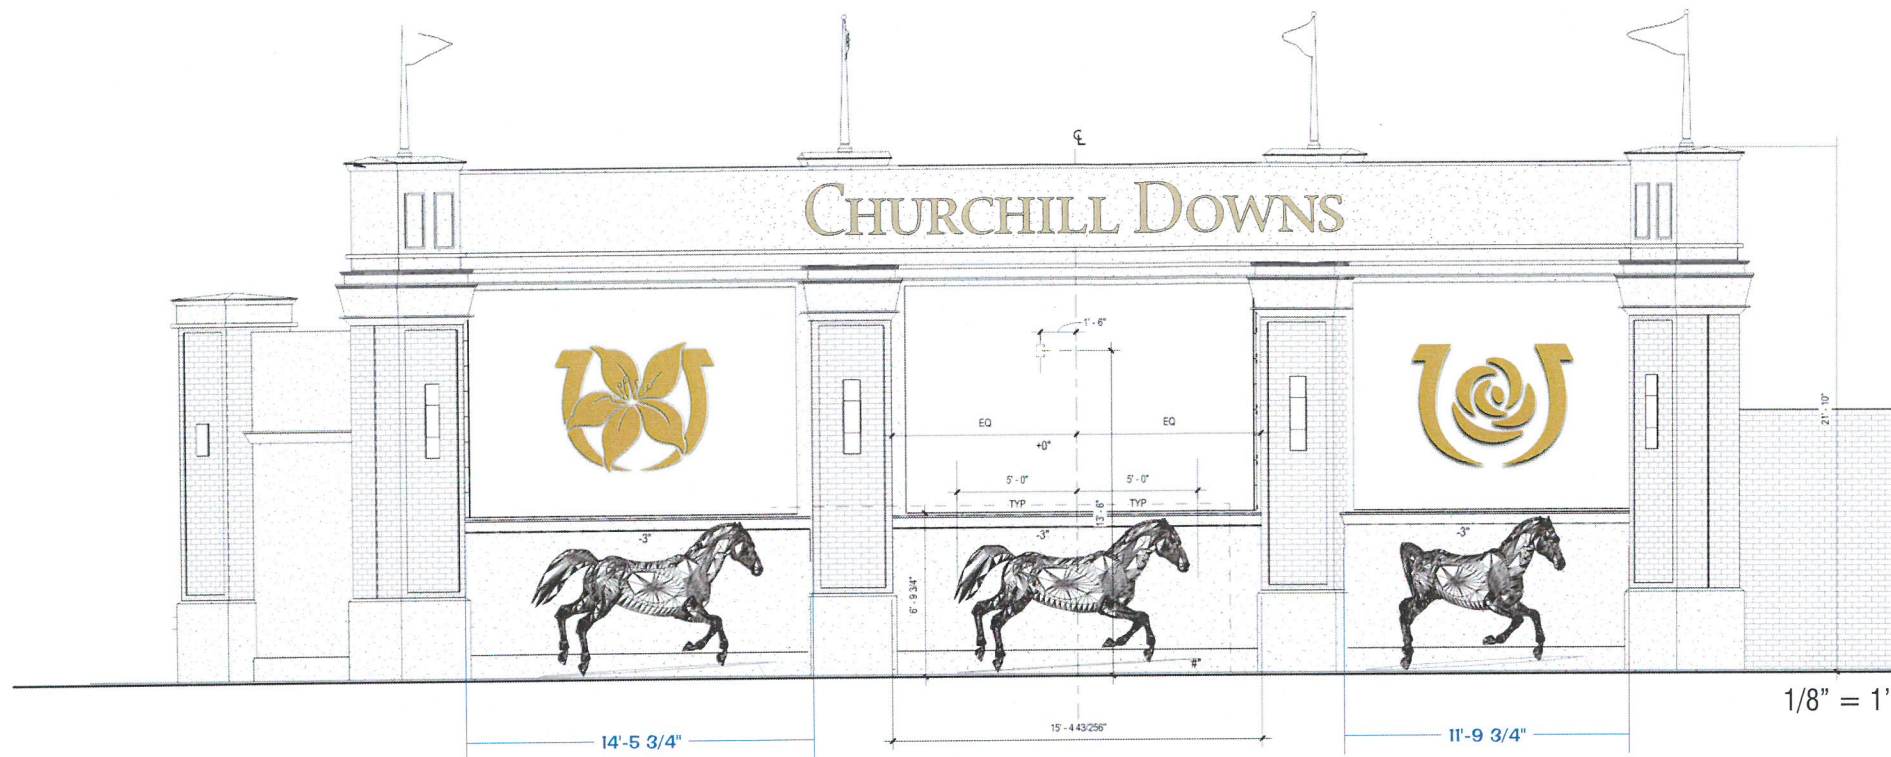 ℄
CHURCHILL DOWNS
1' - 6"
EQ
EQ
+0"
5' - 0"
5' - 0"
TYP
TYP
13' - 6"
21' - 10"
-3"
-3"
-3"
6' - 9 3/4"
#"
1/8” = 1’
14'-5 3/4"
15' - 4 43/256"
11'-9 3/4"